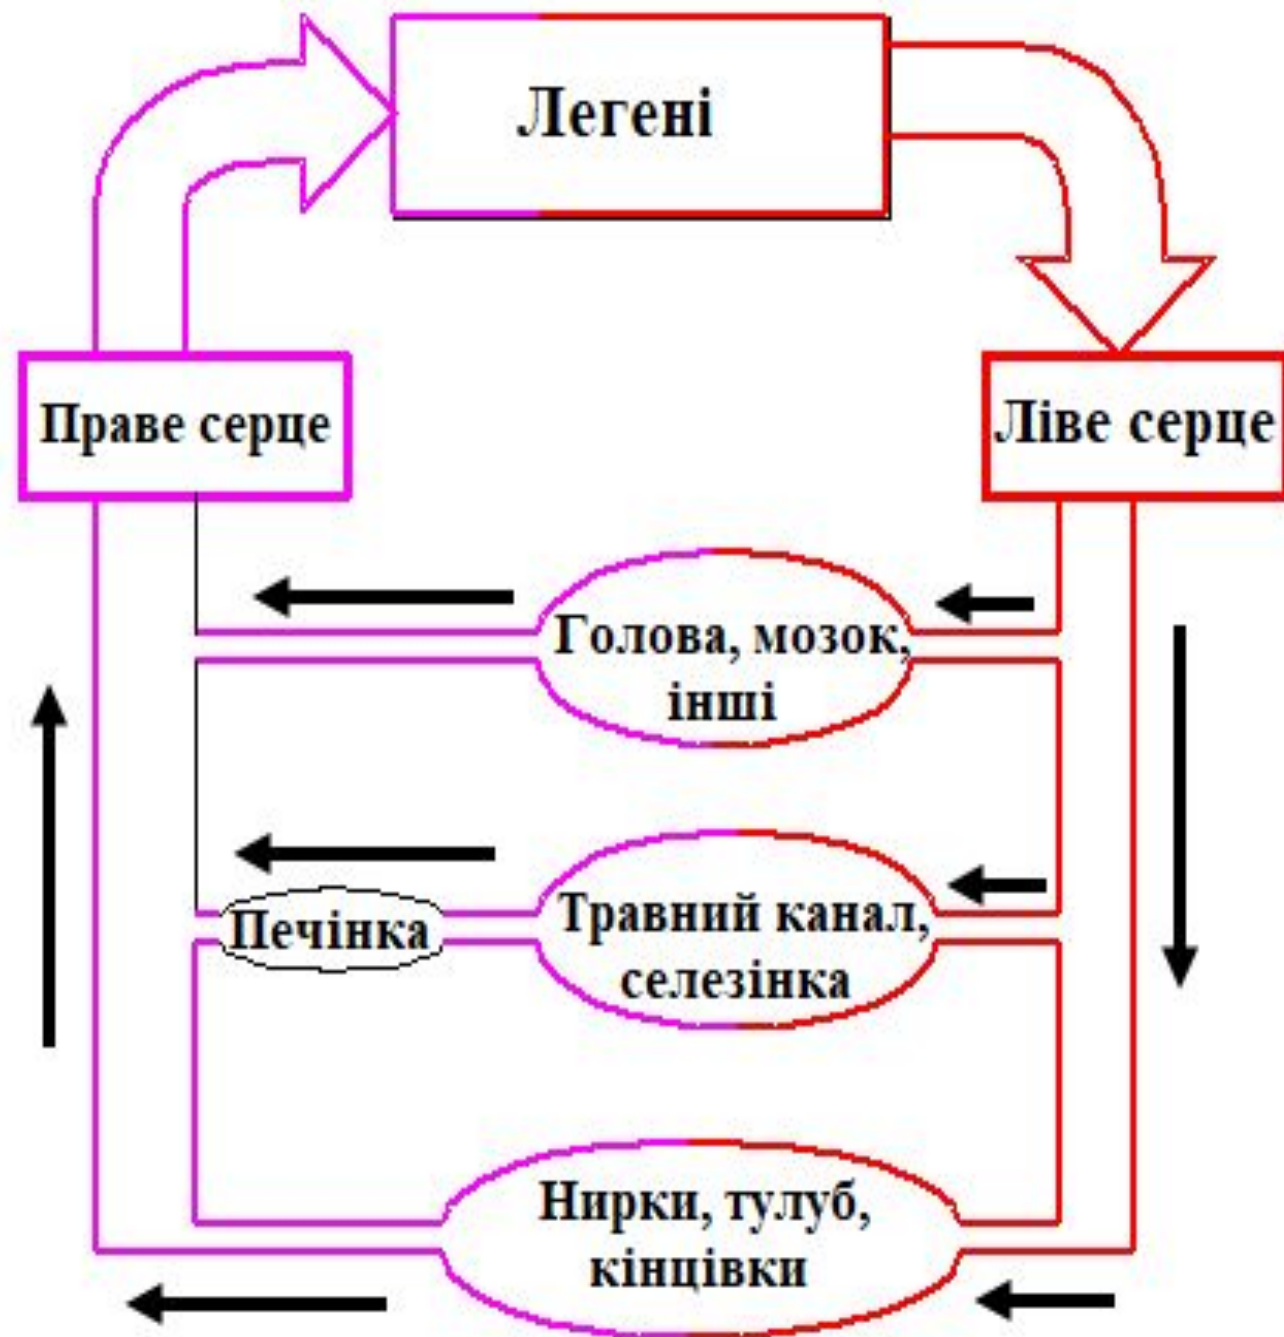 Легені
Праве серце
Ліве серце
Голова, мозок,
інші
Печінка
Травний канал,
селезінка
Нирки, тулуб,
кінцівки